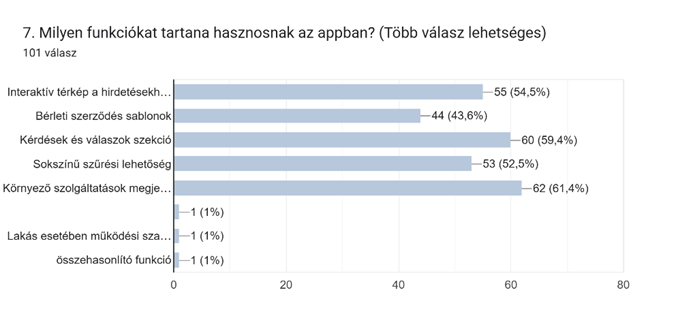 7. Milyen funkciókat tartana hasznosnak az appban? (Több válasz lehetséges)
101 válasz
Interaktív térkép a hirdetésekh…
55 (54,5%)
Bérleti szerződés sablonok
44 (43,6%)
Kérdések és válaszok szekció
60 (59,4%)
Sokszínű szűrési lehetőség
53 (52,5%)
Környező szolgáltatások megje…
62 (61,4%)
1 (1%)
Lakás esetében működési sza…
1 (1%)
összehasonlító funkció
1 (1%)
0 20 40 60 80